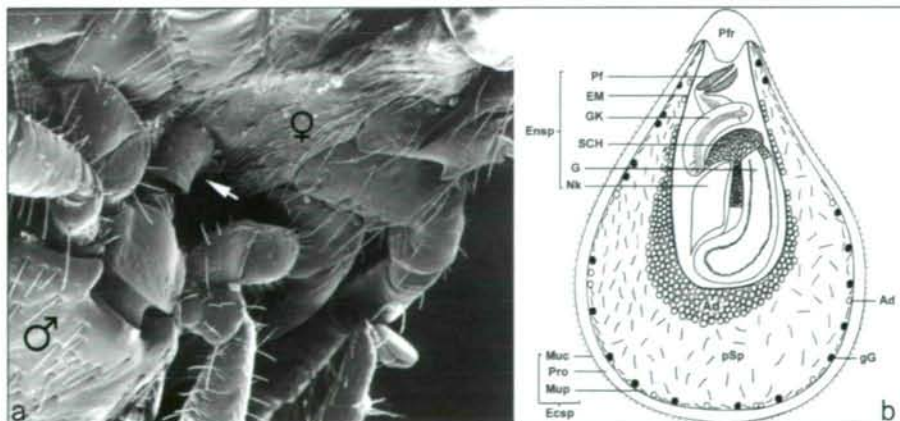 ♀
♂
a
Pfr
Pf
EM
GK
Ensp
SCH
G
Nk
Ad
Ad
pSp
Muc
Pro
Mup
Ecsp
gG
b